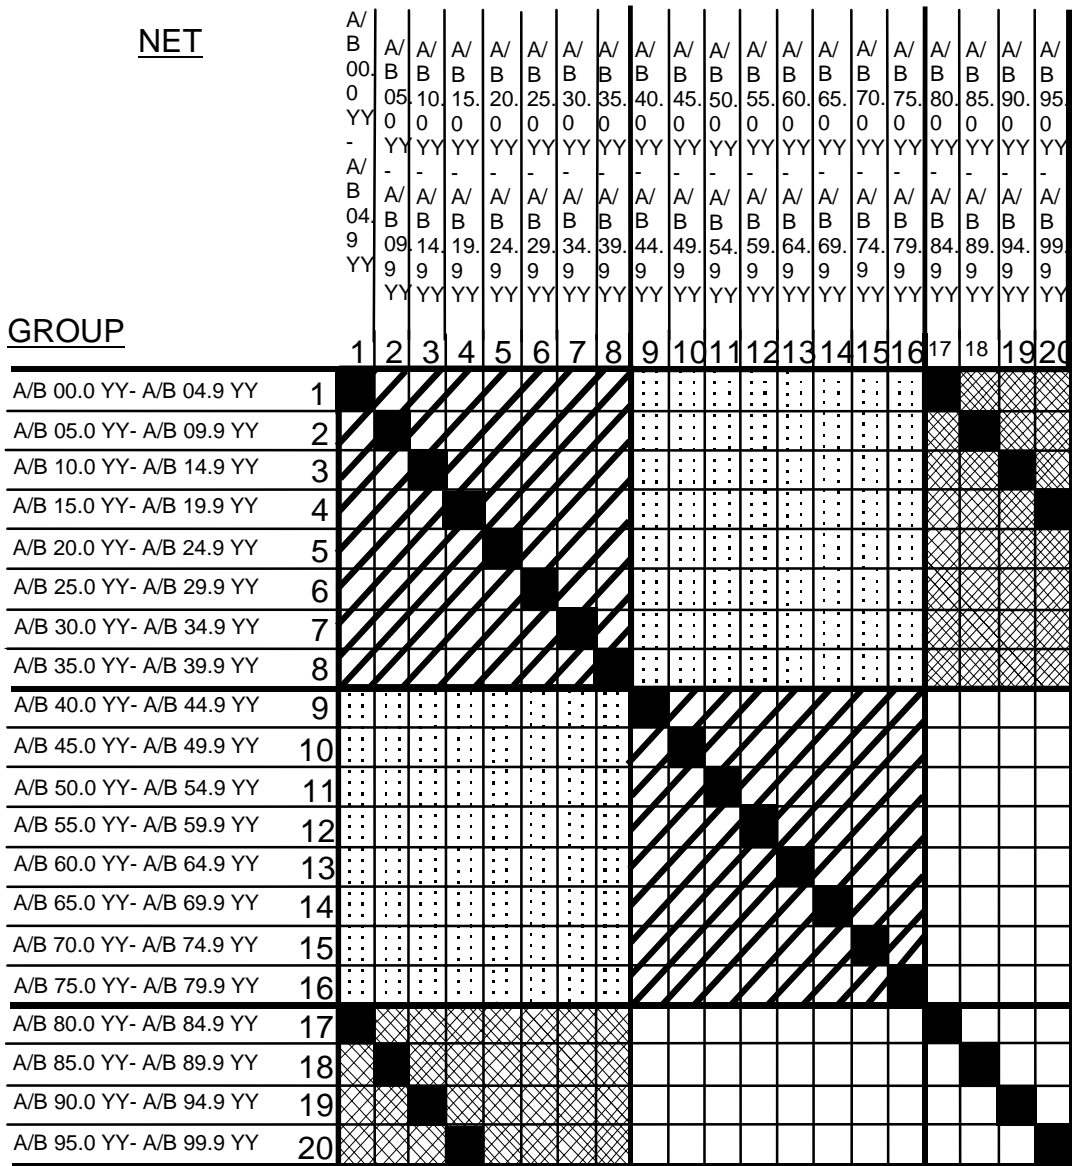 NET
A/B 00.0 YY - A/B 04.9 YY
A/B 05.0 YY - A/B 09.9 YY
A/B 10.0 YY - A/B 14.9 YY
A/B 15.0 YY - A/B 19.9 YY
A/B 20.0 YY - A/B 24.9 YY
A/B 25.0 YY - A/B 29.9 YY
A/B 30.0 YY - A/B 34.9 YY
A/B 35.0 YY - A/B 39.9 YY
A/B 40.0 YY - A/B 44.9 YY
A/B 45.0 YY - A/B 49.9 YY
A/B 50.0 YY - A/B 54.9 YY
A/B 55.0 YY - A/B 59.9 YY
A/B 60.0 YY - A/B 64.9 YY
A/B 65.0 YY - A/B 69.9 YY
A/B 70.0 YY - A/B 74.9 YY
A/B 75.0 YY - A/B 79.9 YY
A/B 80.0 YY - A/B 84.9 YY
A/B 85.0 YY - A/B 89.9 YY
A/B 90.0 YY - A/B 94.9 YY
A/B 95.0 YY - A/B 99.9 YY
GROUP
1 2 3 4 5 6 7 8 9 10 11 12 13 14 15 16 17 18 19 20
A/B 00.0 YY- A/B 04.9 YY 1
A/B 05.0 YY- A/B 09.9 YY 2
A/B 10.0 YY- A/B 14.9 YY 3
A/B 15.0 YY- A/B 19.9 YY 4
A/B 20.0 YY- A/B 24.9 YY 5
A/B 25.0 YY- A/B 29.9 YY 6
A/B 30.0 YY- A/B 34.9 YY 7
A/B 35.0 YY- A/B 39.9 YY 8
A/B 40.0 YY- A/B 44.9 YY 9
A/B 45.0 YY- A/B 49.9 YY 10
A/B 50.0 YY- A/B 54.9 YY 11
A/B 55.0 YY- A/B 59.9 YY 12
A/B 60.0 YY- A/B 64.9 YY 13
A/B 65.0 YY- A/B 69.9 YY 14
A/B 70.0 YY- A/B 74.9 YY 15
A/B 75.0 YY- A/B 79.9 YY 16
A/B 80.0 YY- A/B 84.9 YY 17
A/B 85.0 YY- A/B 89.9 YY 18
A/B 90.0 YY- A/B 94.9 YY 19
A/B 95.0 YY- A/B 99.9 YY 20